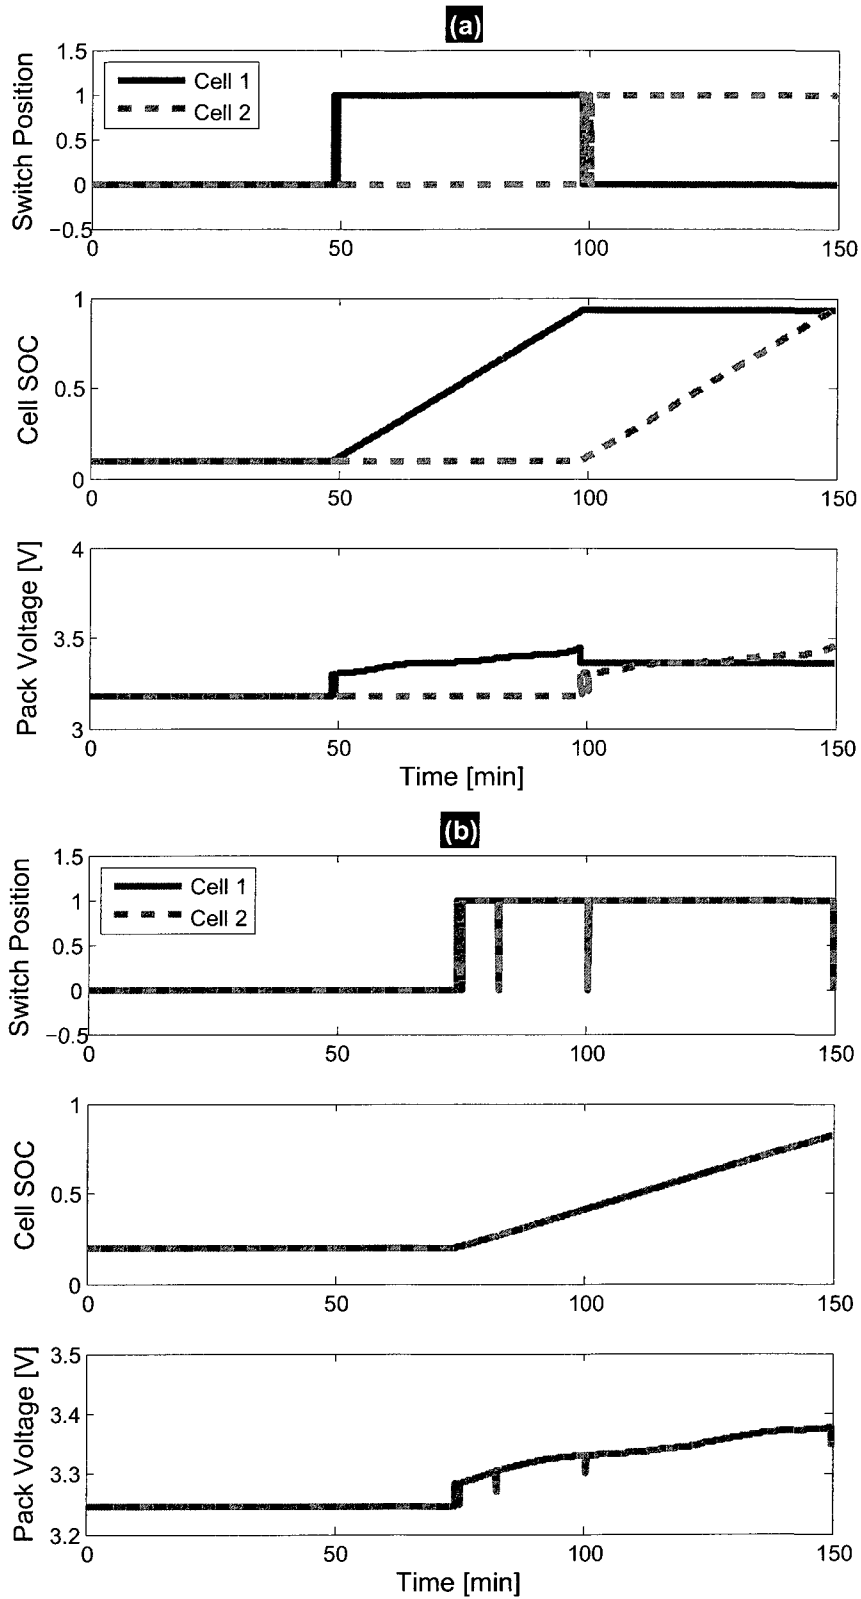 (a)
1.5
1
0.5
0
−0.5
Switch Position
Cell 1
Cell 2
0 50 100 150
1
0.5
0
Cell SOC
0 50 100 150
4
3.5
3
Pack Voltage [V]
0 50 100 150
Time [min]
(b)
1.5
1
0.5
0
−0.5
Switch Position
Cell 1
Cell 2
0 50 100 150
1
0.5
0
Cell SOC
0 50 100 150
3.5
3.4
3.3
3.2
Pack Voltage [V]
0 50 100 150
Time [min]